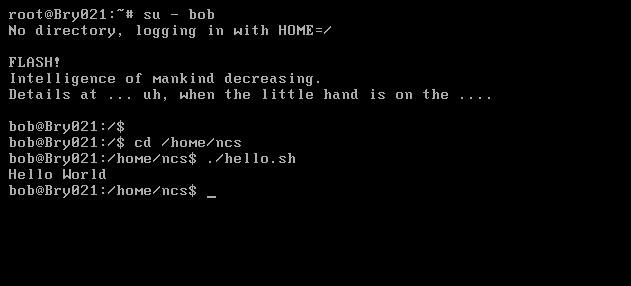 root@Bry021:~# su - bob
No directory, logging in with HOME=/
FLASH!
Intelligence of mankind decreasing.
Details at ... uh, when the little hand is on the ....
bob@Bry021:/$
bob@Bry021:/$ cd /home/ncs
bob@Bry021:/home/ncs$ ./hello.sh
Hello World
bob@Bry021:/home/ncs$ _